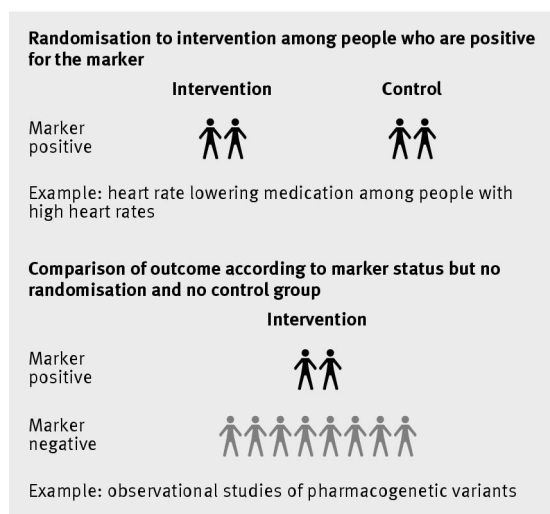 Randomisation to intervention among people who are positive
for the marker
Intervention Control
Marker
positive
Example: heart rate lowering medication among people with
high heart rates
Comparison of outcome according to marker status but no
randomisation and no control group
Intervention
Marker
positive
Marker
negative
Example: observational studies of pharmacogenetic variants